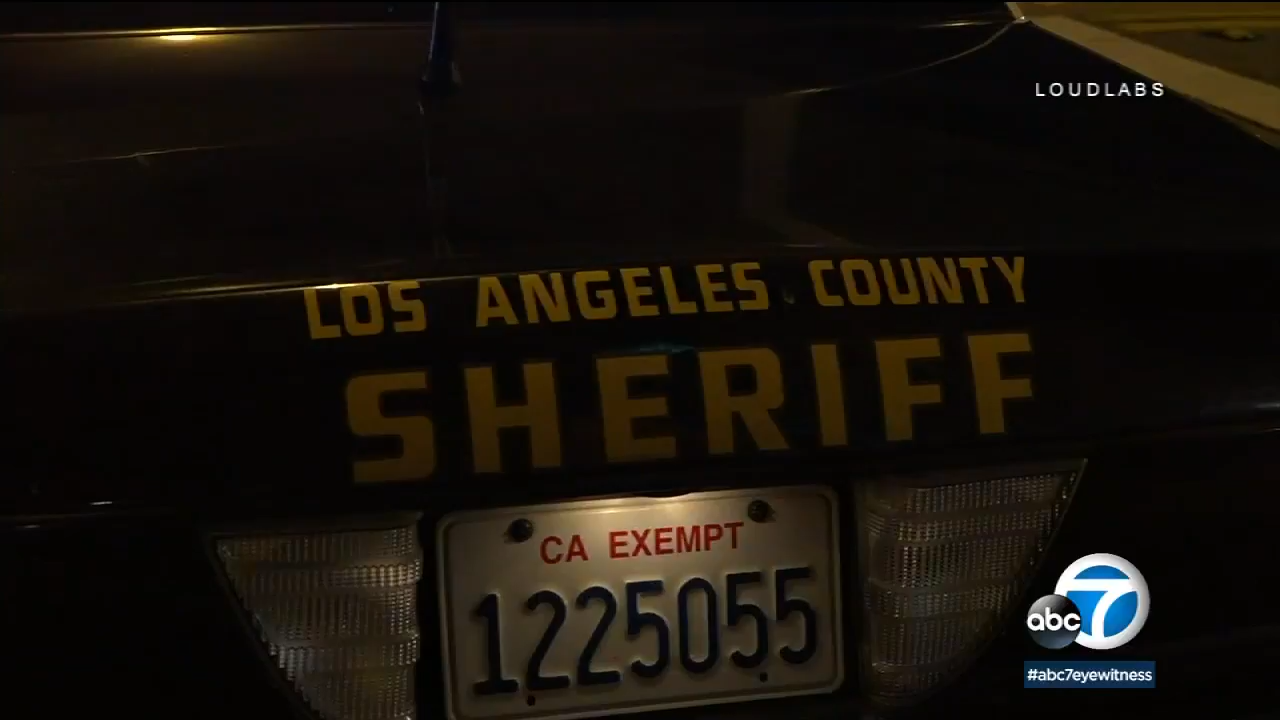 LOUDLABS
LOS ANGELES COUNTY
SHERIFF
CA EXEMPT
1225055
abc 7
#abc7eyewitness